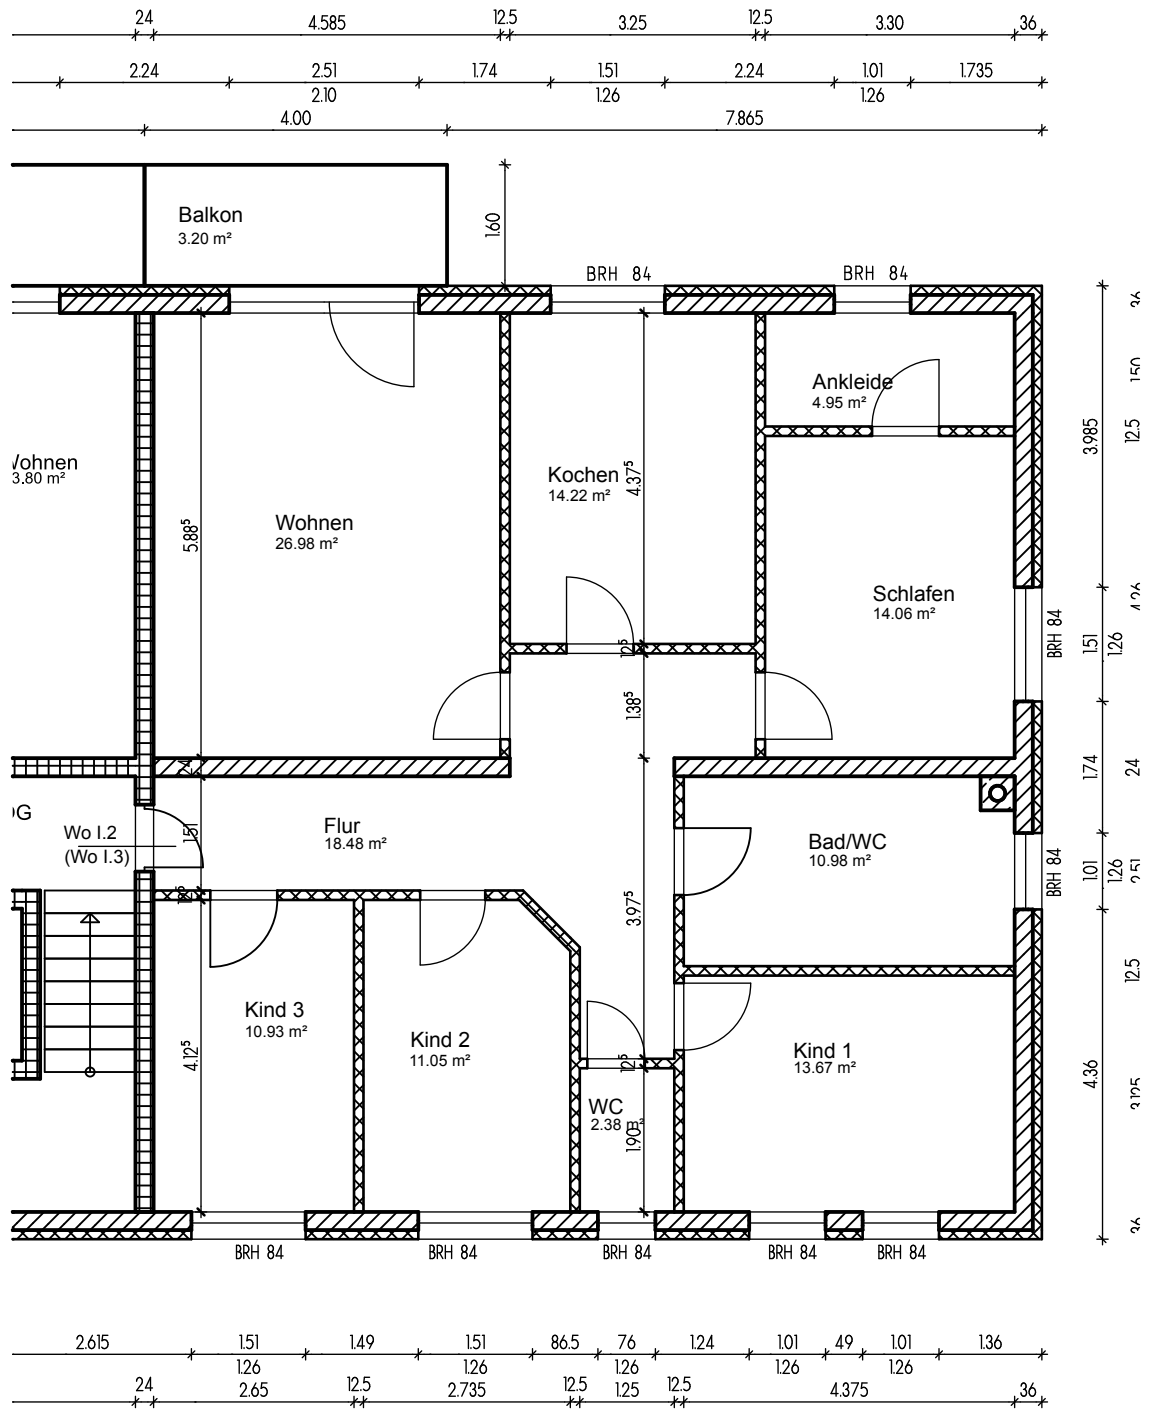 24 4.585 12.5 3.25 12.5 3.30 36
2.24 2.51 1.74 1.51 2.24 1.01 1.735
2.10 1.26 1.26
4.00 7.865
Balkon
3.20 m²
1.60
BRH 84 BRH 84
Ankleide
4.95 m²
1.50
3.985
12.5
Wohnen
3.80 m²
Kochen
14.22 m²
4.37⁵
Wohnen
26.98 m²
5.88⁵
Schlafen
14.06 m²
BRH 84
1.51
1.26
12⁵
1.38⁵
24
1.74
24
OG
Wo I.2
(Wo I.3)
1.51
Flur
18.48 m²
Bad/WC
10.98 m²
BRH 84
1.01
1.26
2.51
12⁵
3.97⁵
12.5
Kind 3
10.93 m²
Kind 2
11.05 m²
Kind 1
13.67 m²
4.12⁵
12⁵
4.36
3.125
WC
2.38 m²
1.90
BRH 84 BRH 84 BRH 84 BRH 84 BRH 84
2.615 1.51 1.49 1.51 86.5 76 1.24 1.01 49 1.01 1.36
1.26 1.26 1.26 1.26 1.26
24 2.65 12.5 2.735 12.5 1.25 12.5 4.375 36